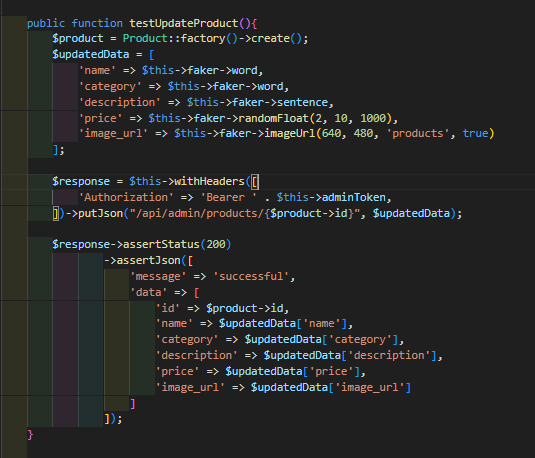 public function testUpdateProduct(){
    $product = Product::factory()->create();
    $updatedData = [
        'name' => $this->faker->word,
        'category' => $this->faker->word,
        'description' => $this->faker->sentence,
        'price' => $this->faker->randomFloat(2, 10, 1000),
        'image_url' => $this->faker->imageUrl(640, 480, 'products', true)
    ];

    $response = $this->withHeaders([
        'Authorization' => 'Bearer ' . $this->adminToken,
    ])->putJson("/api/admin/products/{$product->id}", $updatedData);

    $response->assertStatus(200)
            ->assertJson([
                'message' => 'successful',
                'data' => [
                    'id' => $product->id,
                    'name' => $updatedData['name'],
                    'category' => $updatedData['category'],
                    'description' => $updatedData['description'],
                    'price' => $updatedData['price'],
                    'image_url' => $updatedData['image_url']
                ]
            ]);
}